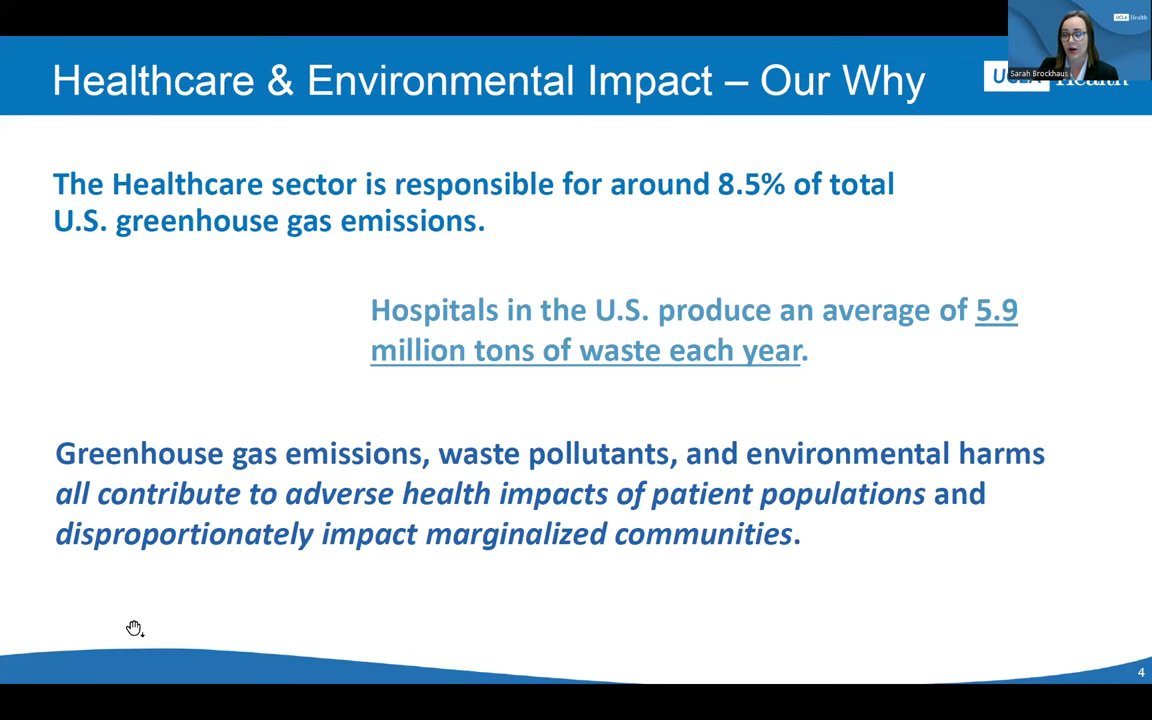 UCLA Health
Sarah Brockhaus
Healthcare & Environmental Impact – Our Why
Health
The Healthcare sector is responsible for around 8.5% of total
U.S. greenhouse gas emissions.
Hospitals in the U.S. produce an average of 5.9
million tons of waste each year.
Greenhouse gas emissions, waste pollutants, and environmental harms
all contribute to adverse health impacts of patient populations and
disproportionately impact marginalized communities.
4